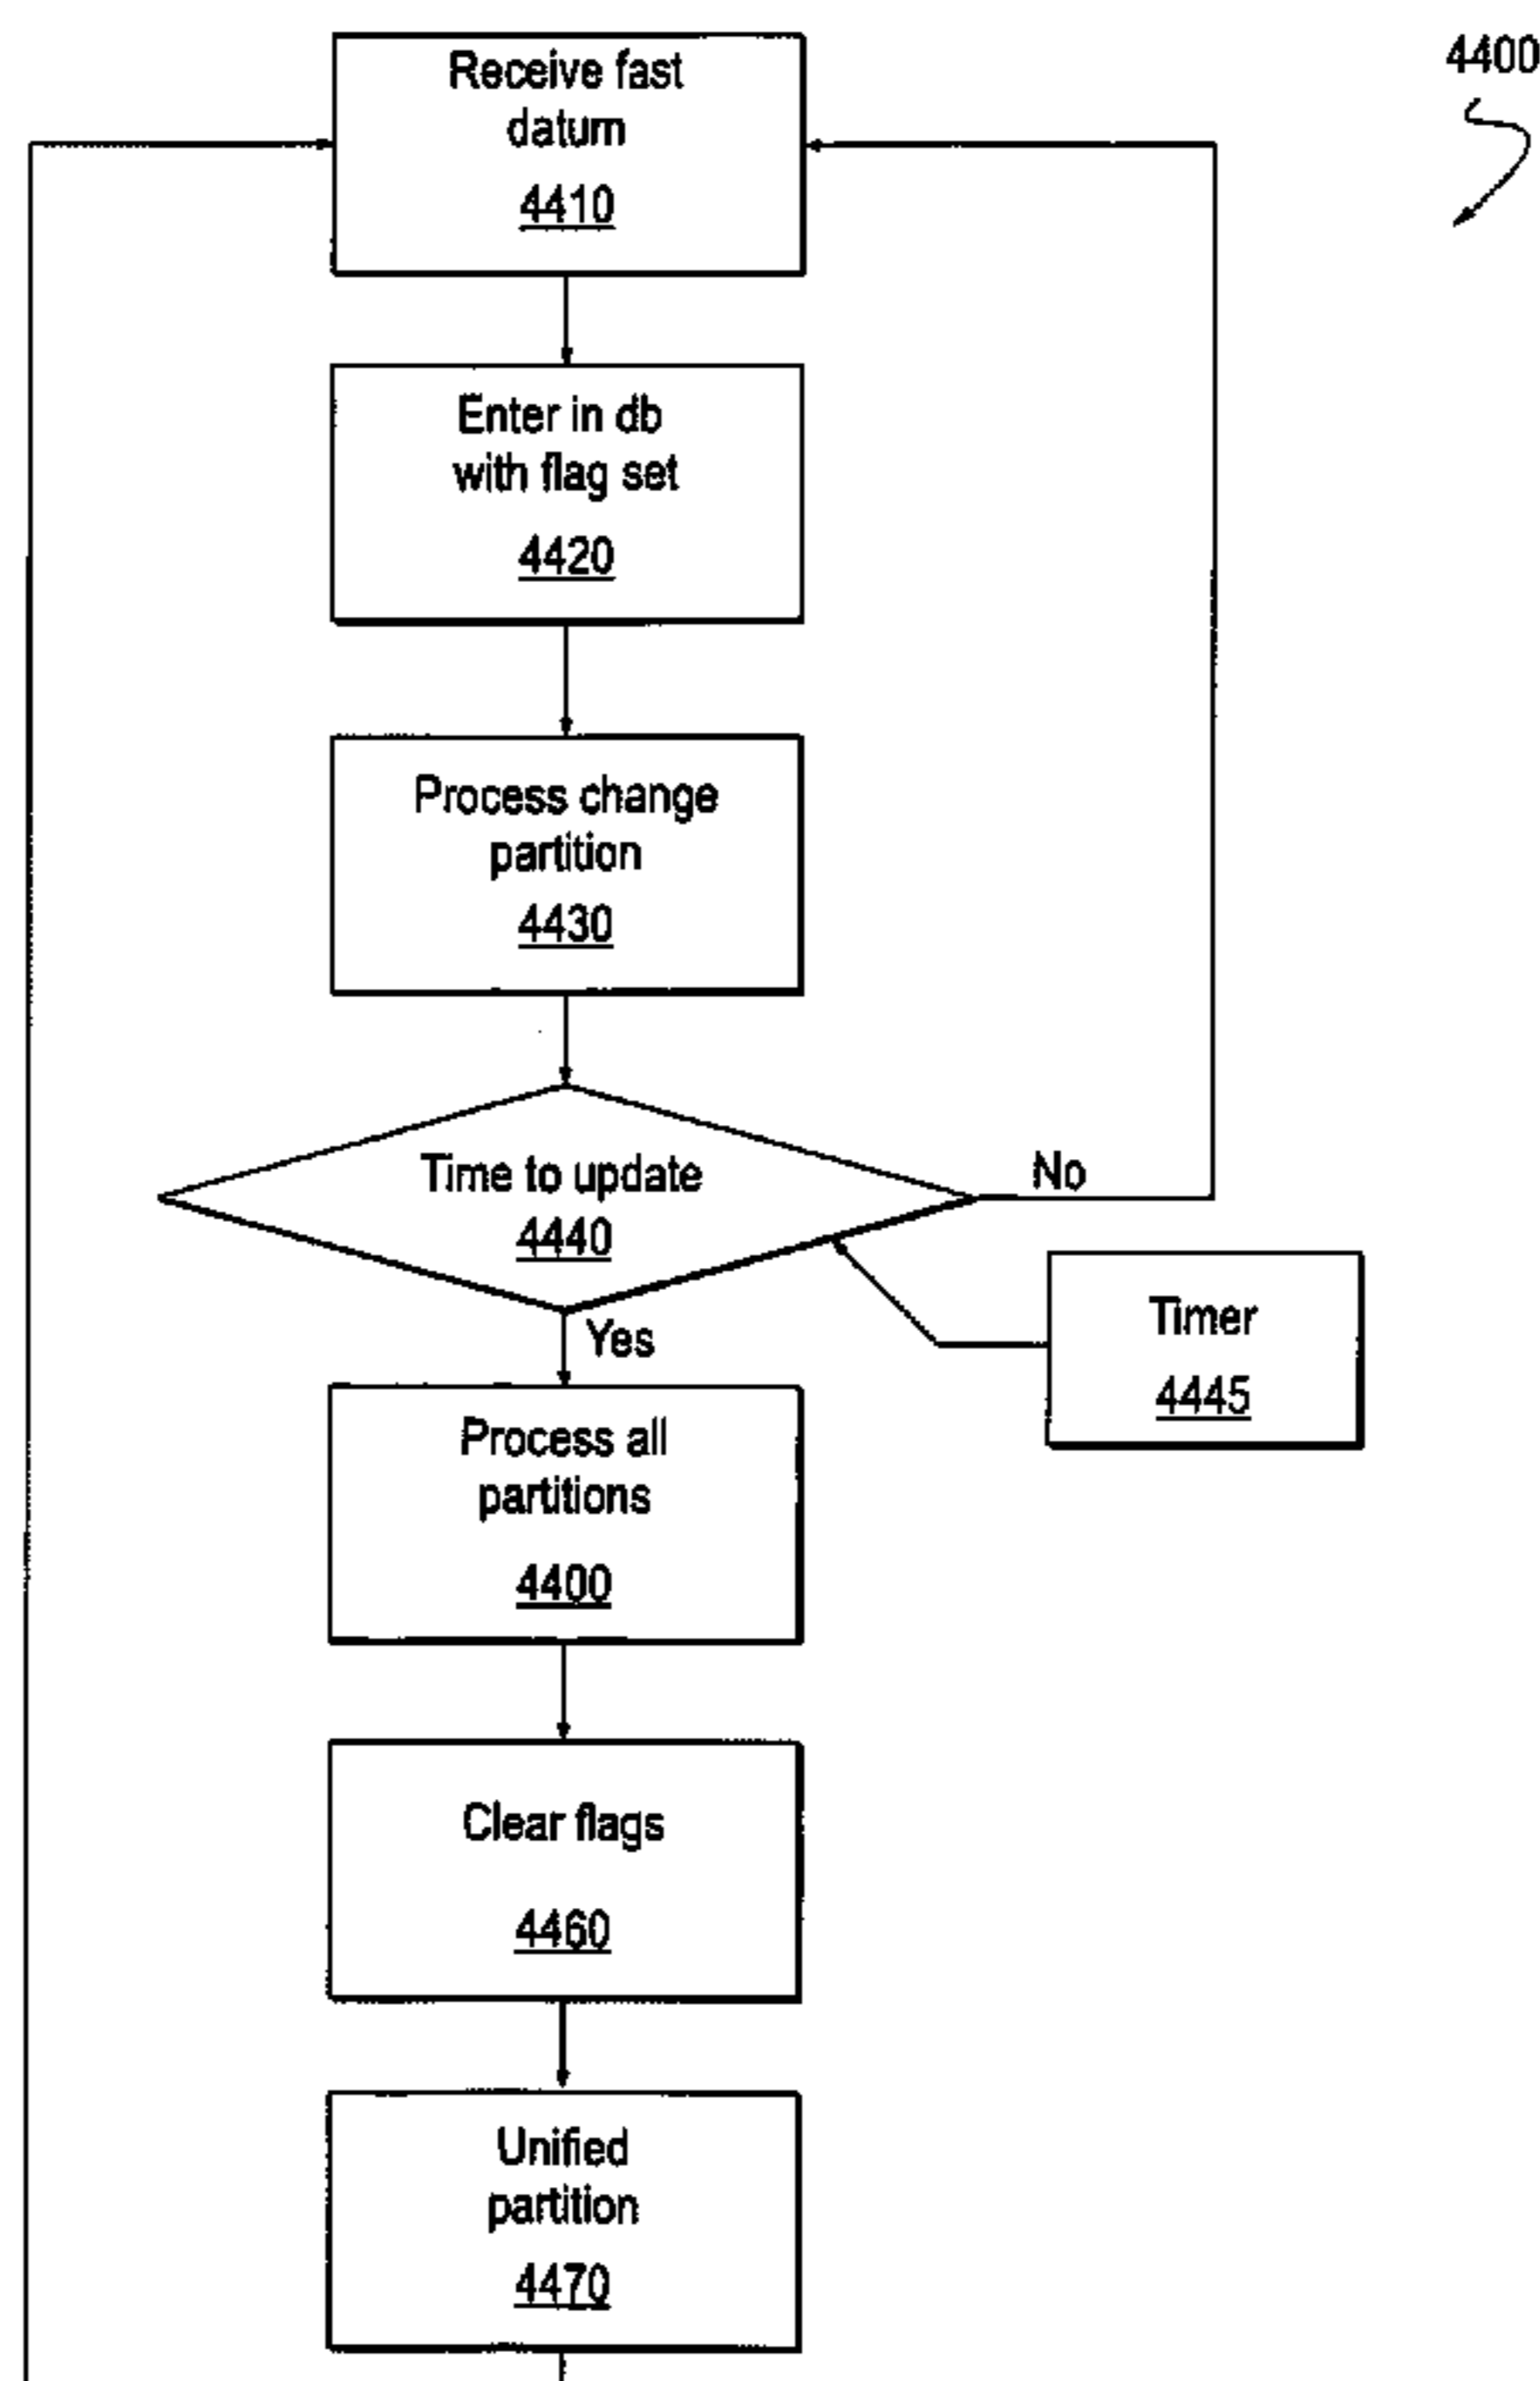 4400
Receive fast
datum
4410
Enter in db
with flag set
4420
Process change
partition
4430
Time to update
4440
No
Yes
Timer
4445
Process all
partitions
4400
Clear flags
4460
Unified
partition
4470